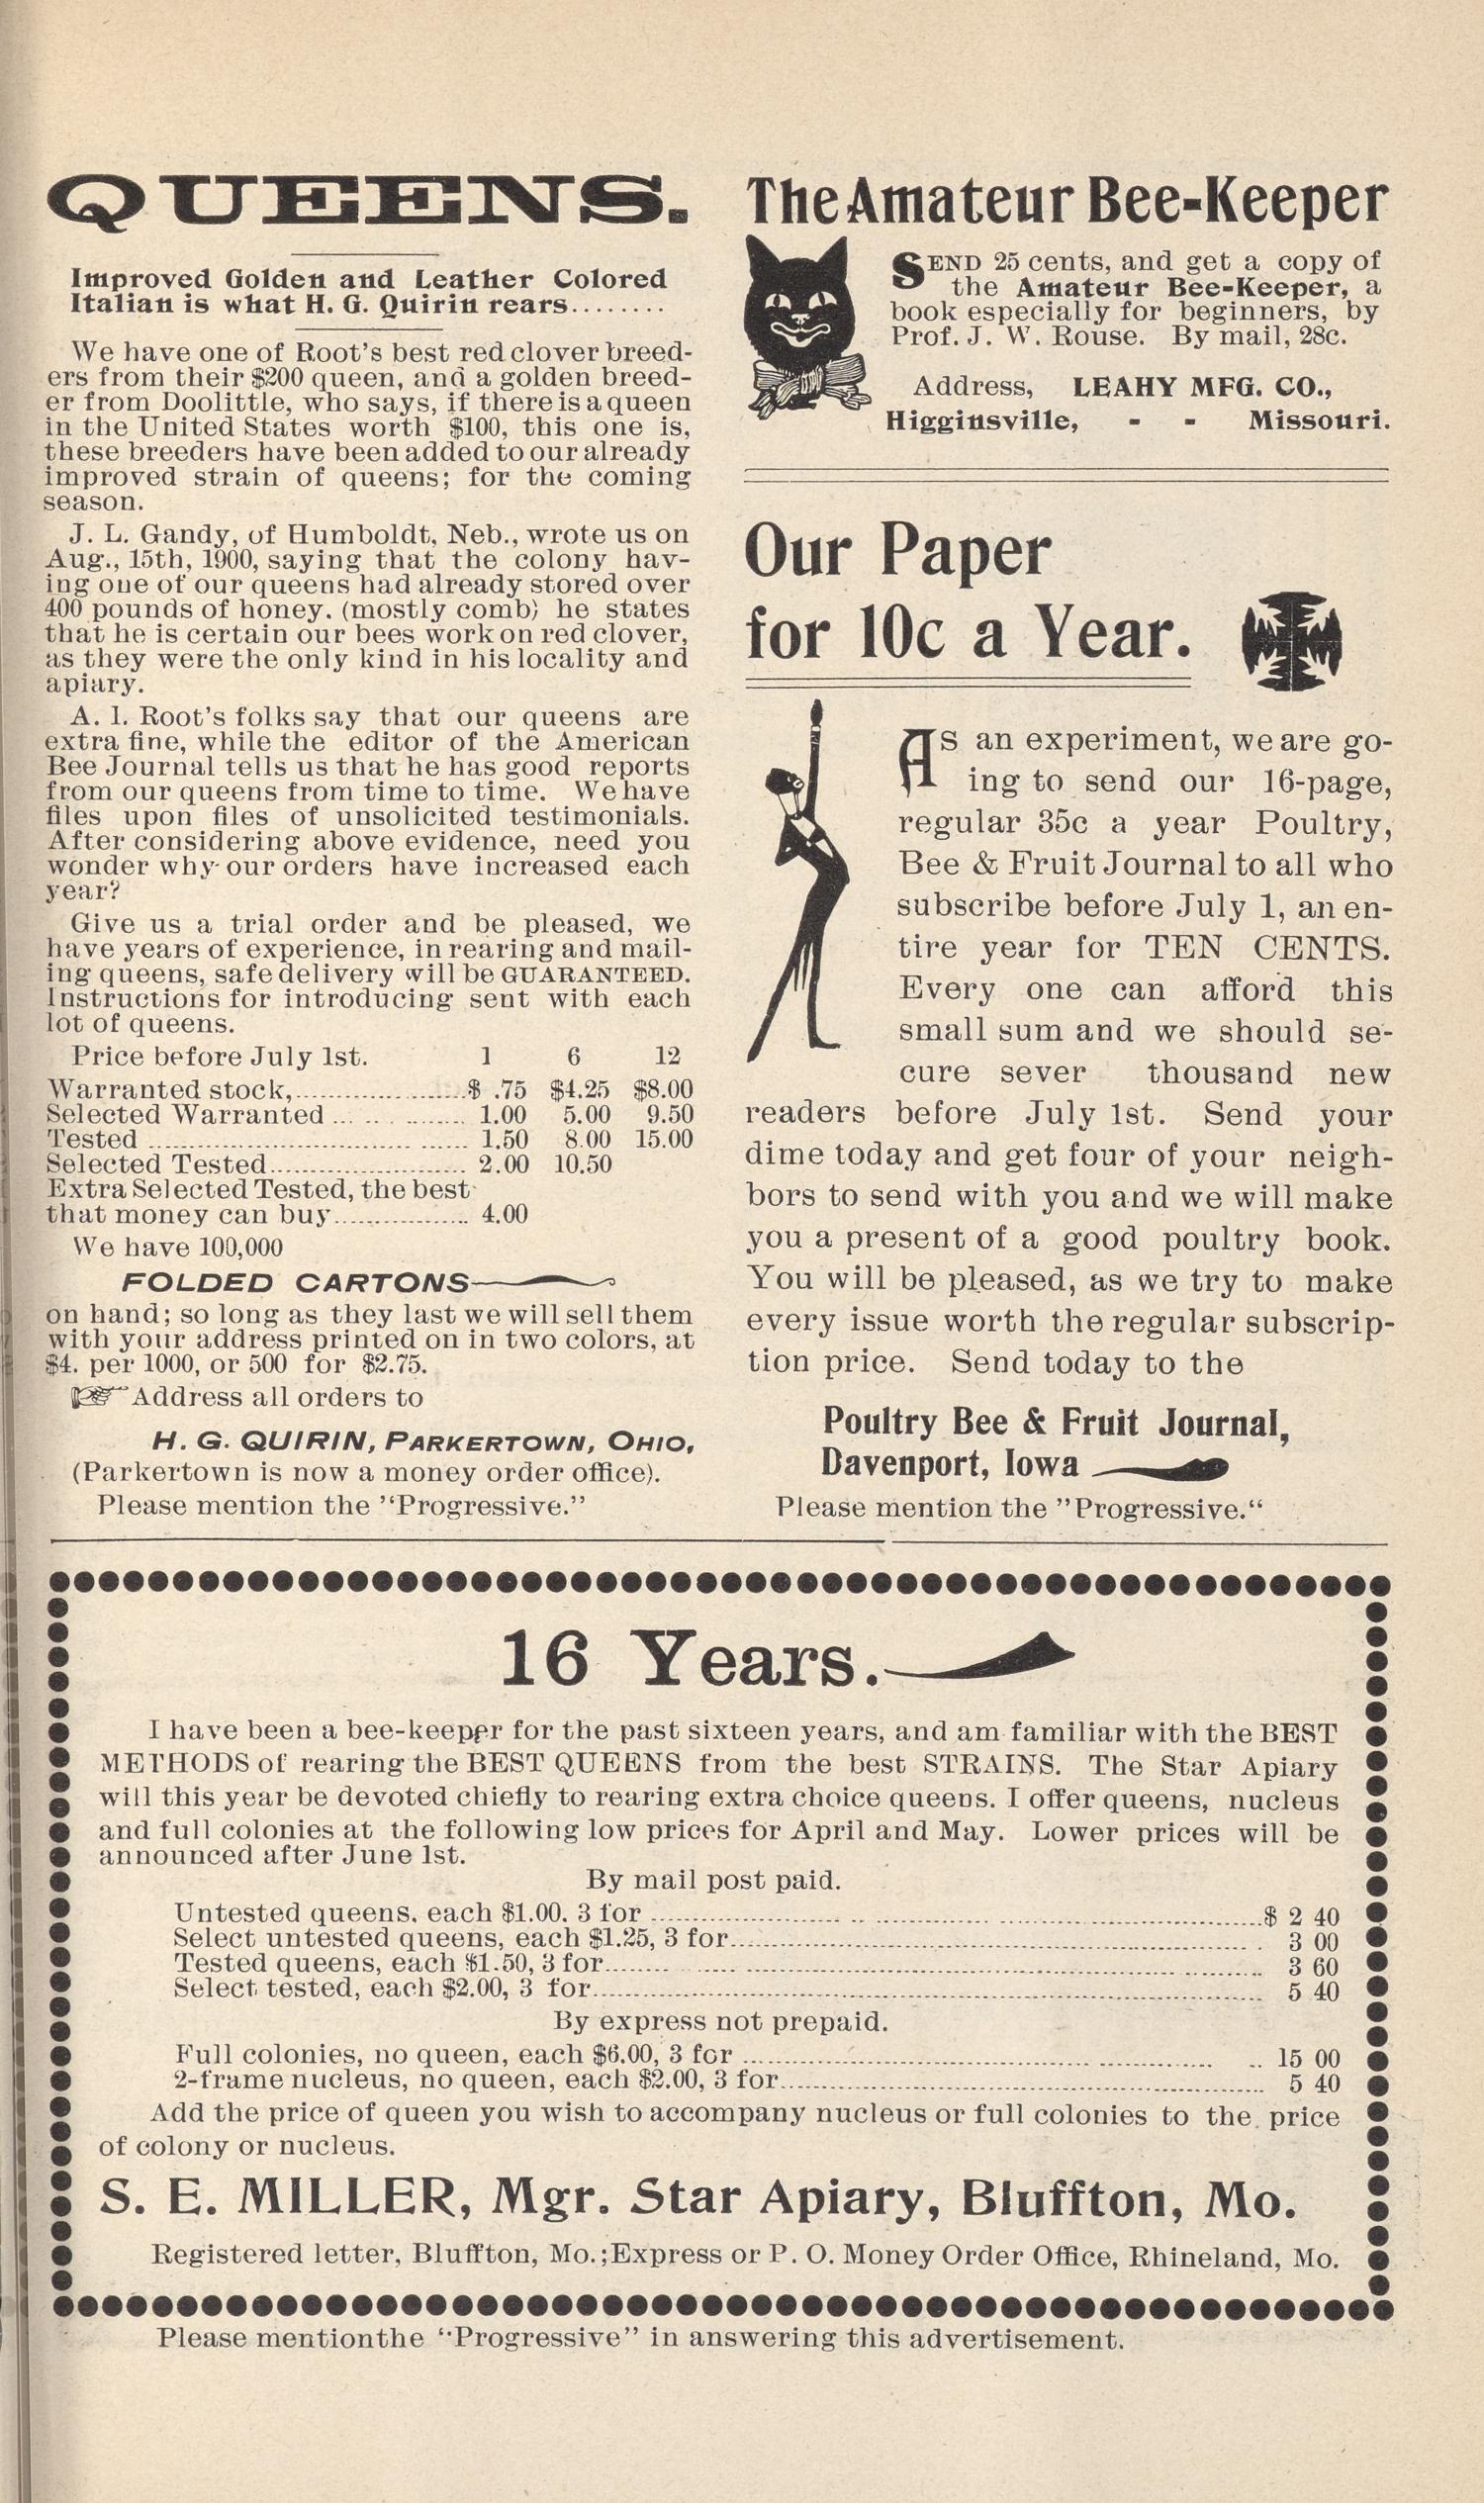 QUEENS.
Improved Golden and Leather Colored
Italian is what H. G. Quirin rears........
We have one of Root's best red clover breed-
ers from their $200 queen, and a golden breed-
er from Doolittle, who says, if there is a queen
in the United States worth $100, this one is,
these breeders have been added to our already
improved strain of queens; for the coming
season.
J. L. Gandy, of Humboldt, Neb., wrote us on
Aug., 15th, 1900, saying that the colony hav-
ing one of our queens had already stored over
400 pounds of honey. (mostly comb) he states
that he is certain our bees work on red clover,
as they were the only kind in his locality and
apiary.
A. I. Root's folks say that our queens are
extra fine, while the editor of the American
Bee Journal tells us that he has good reports
from our queens from time to time. We have
files upon files of unsolicited testimonials.
After considering above evidence, need you
wonder why our orders have increased each
year?
Give us a trial order and be pleased, we
have years of experience, in rearing and mail-
ing queens, safe delivery will be GUARANTEED.
Instructions for introducing sent with each
lot of queens.
Price before July 1st. 1 6 12
Warranted stock,..........$ .75 $4.25 $8.00
Selected Warranted .......... 1.00 5.00 9.50
Tested .......... 1.50 8.00 15.00
Selected Tested.......... 2.00 10.50
Extra Selected Tested, the best
that money can buy.......... 4.00
We have 100,000
FOLDED CARTONS
on hand; so long as they last we will sell them
with your address printed on in two colors, at
$4. per 1000, or 500 for $2.75.
Address all orders to
H. G. QUIRIN, PARKERTOWN, OHIO,
(Parkertown is now a money order office).
Please mention the "Progressive."
The Amateur Bee-Keeper
SEND 25 cents, and get a copy of
the Amateur Bee-Keeper, a
book especially for beginners, by
Prof. J. W. Rouse. By mail, 28c.
Address, LEAHY MFG. CO.,
Higginsville, - - Missouri.
Our Paper
for 10c a Year.
As an experiment, we are go-
ing to send our 16-page,
regular 35c a year Poultry,
Bee & Fruit Journal to all who
subscribe before July 1, an en-
tire year for TEN CENTS.
Every one can afford this
small sum and we should se-
cure sever thousand new
readers before July 1st. Send your
dime today and get four of your neigh-
bors to send with you and we will make
you a present of a good poultry book.
You will be pleased, as we try to make
every issue worth the regular subscrip-
tion price. Send today to the
Poultry Bee & Fruit Journal,
Davenport, Iowa
Please mention the "Progressive."
16 Years.
I have been a bee-keeper for the past sixteen years, and am familiar with the BEST
METHODS of rearing the BEST QUEENS from the best STRAINS. The Star Apiary
will this year be devoted chiefly to rearing extra choice queens. I offer queens, nucleus
and full colonies at the following low prices for April and May. Lower prices will be
announced after June 1st.
By mail post paid.
Untested queens. each $1.00. 3 for ..........$ 2 40
Select untested queens, each $1.25, 3 for.......... 3 00
Tested queens, each $1.50, 3 for.......... 3 60
Select tested, each $2.00, 3 for.......... 5 40
By express not prepaid.
Full colonies, no queen, each $6.00, 3 for .......... 15 00
2-frame nucleus, no queen, each $2.00, 3 for.......... 5 40
Add the price of queen you wish to accompany nucleus or full colonies to the price
of colony or nucleus.
S. E. MILLER, Mgr. Star Apiary, Bluffton, Mo.
Registered letter, Bluffton, Mo.;Express or P. O. Money Order Office, Rhineland, Mo.
Please mentionthe "Progressive" in answering this advertisement.